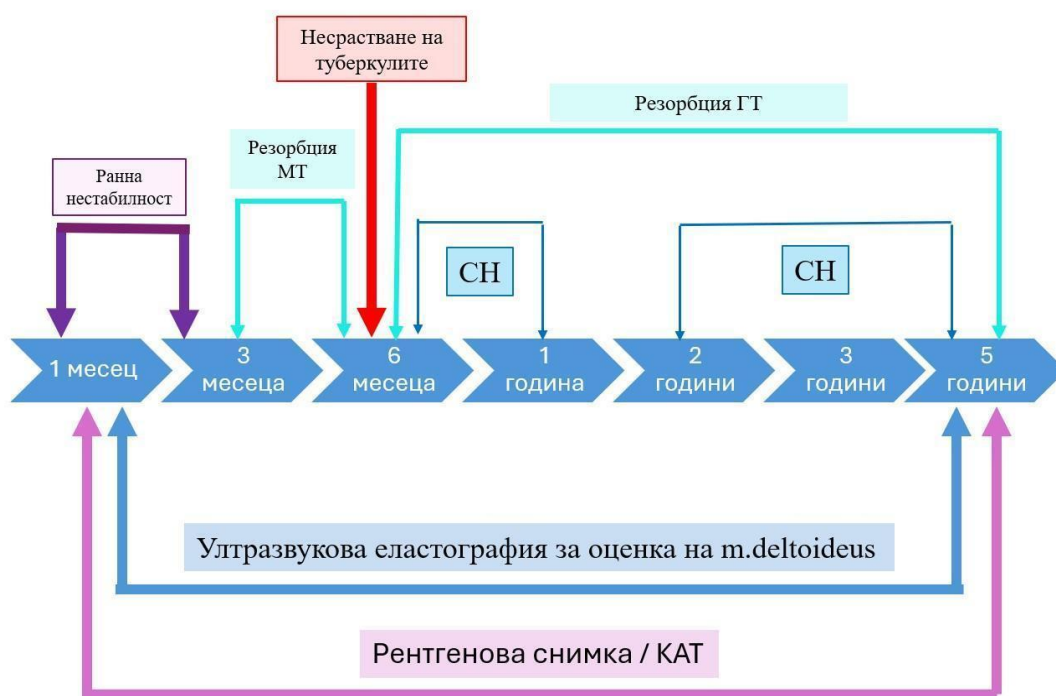 Несрастване на
туберкулите
Резорбция ГТ
Резорбция
МТ
Ранна
нестабилност
СН
СН
1 месец
3
месеца
6
месеца
1
година
2
години
3
години
5
години
Ултразвукова еластография за оценка на m.deltoideus
Рентгенова снимка / КАТ